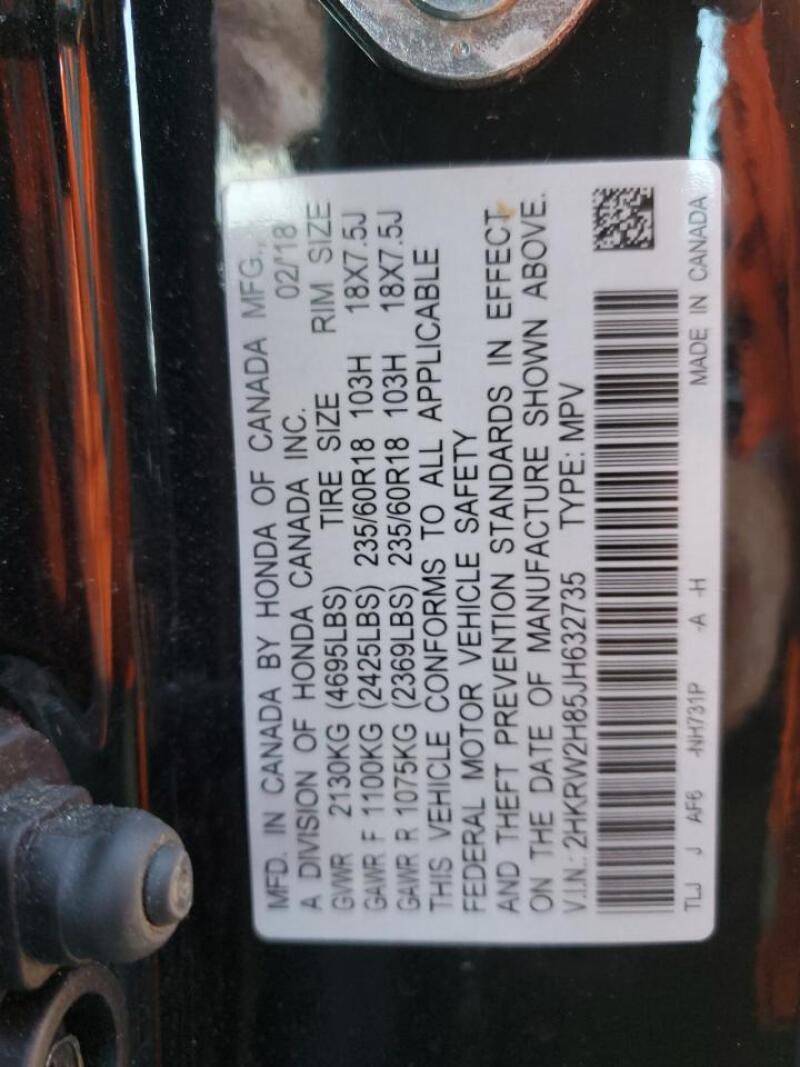 MFD. IN CANADA BY HONDA OF CANADA MFG.,
A DIVISION OF HONDA CANADA INC. 02/'18
GVWR 2130KG (4695LBS) TIRE SIZE RIM SIZE
GAWR F 1100KG (2425LBS) 235/60R18 103H 18X7.5J
GAWR R 1075KG (2369LBS) 235/60R18 103H 18X7.5J
THIS VEHICLE CONFORMS TO ALL APPLICABLE
FEDERAL MOTOR VEHICLE SAFETY
AND THEFT PREVENTION STANDARDS IN EFFECT
ON THE DATE OF MANUFACTURE SHOWN ABOVE.
V.I.N.: 2HKRW2H85JH632735 TYPE: MPV
TLJ J AF6 -NH731P -A -H MADE IN CANADA